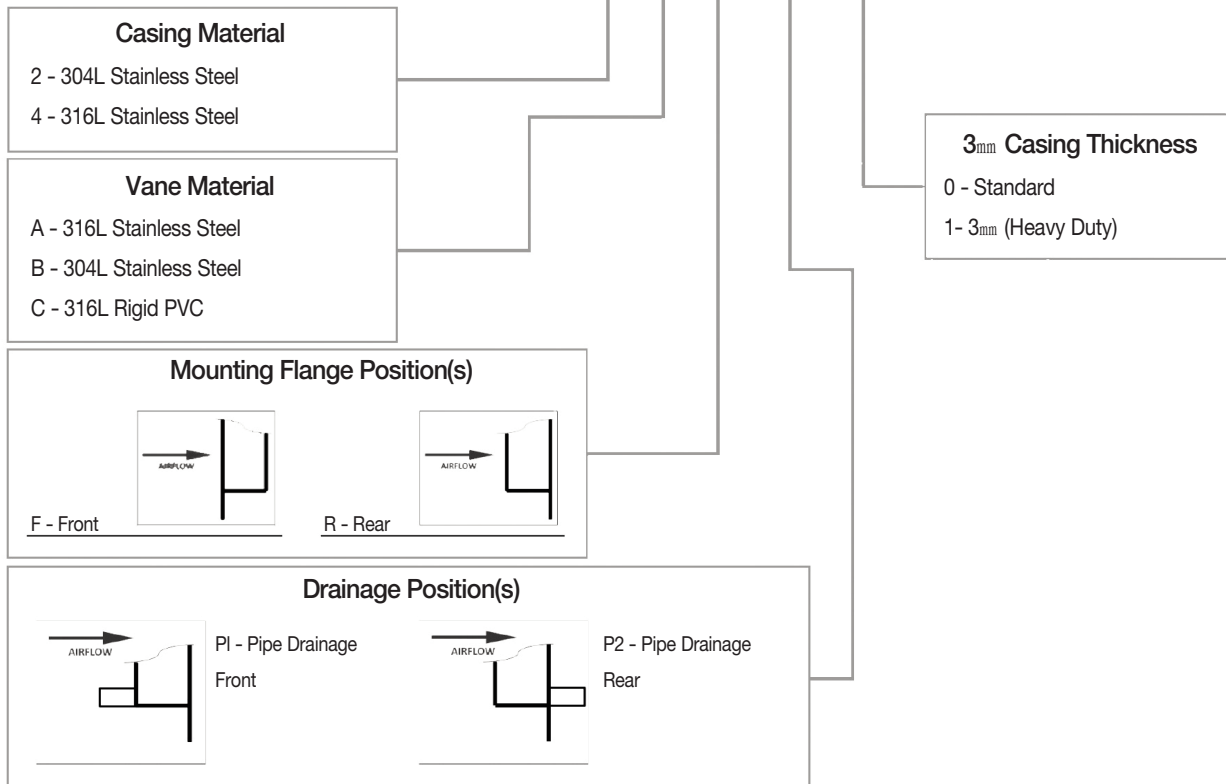 Casing Material
2 - 304L Stainless Steel
4 - 316L Stainless Steel
Vane Material
A - 316L Stainless Steel
B - 304L Stainless Steel
C - 316L Rigid PVC
3㎜ Casing Thickness
0 - Standard
1- 3㎜ (Heavy Duty)
Mounting Flange Position(s)
AIRFLOW
F - Front
AIRFLOW
R - Rear
Drainage Position(s)
AIRFLOW
PI - Pipe Drainage
Front
AIRFLOW
P2 - Pipe Drainage
Rear